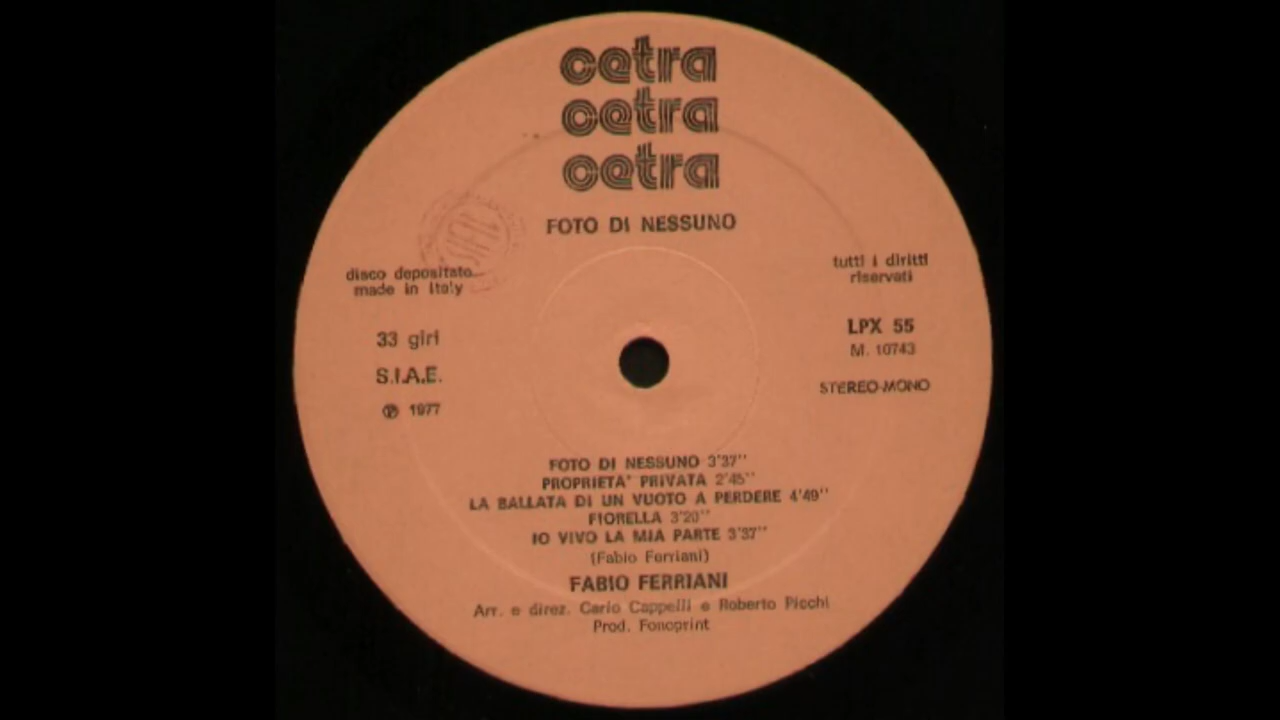 cetra
cetra
cetra
FOTO DI NESSUNO
disco depositato
made in Italy
33 giri
S.I.A.E.
℗ 1977
tutti i diritti
riservati
LPX 55
M. 10743
STEREO-MONO
FOTO DI NESSUNO 3'37''
PROPRIETA' PRIVATA 2'45''
LA BALLATA DI UN VUOTO A PERDERE 4'49''
FIORELLA 3'20''
IO VIVO LA MIA PARTE 3'37''
(Fabio Ferriani)
FABIO FERRIANI
Arr. e direz. Carlo Cappelli e Roberto Picchi
Prod. Fonoprint